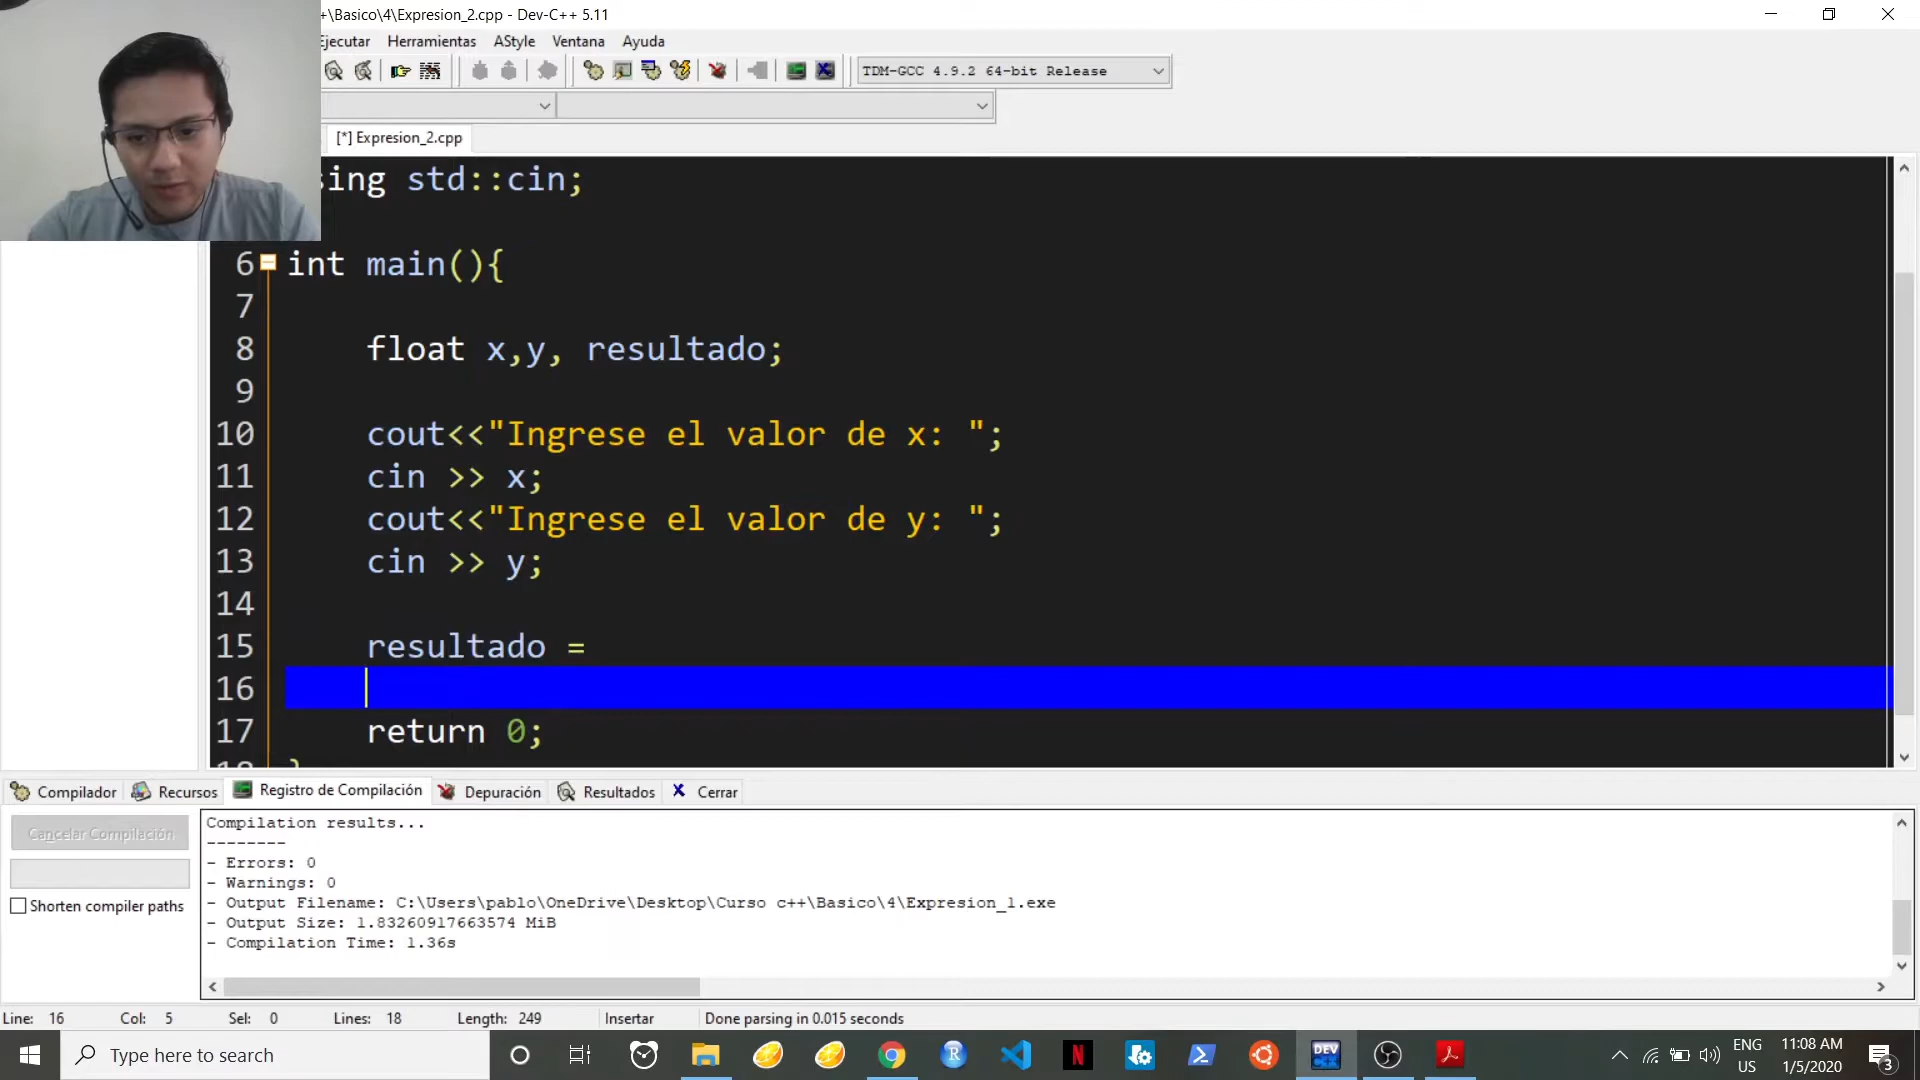 +\Basico\4\Expresion_2.cpp - Dev-C++ 5.11
Ejecutar Herramientas AStyle Ventana Ayuda
TDM-GCC 4.9.2 64-bit Release
[*] Expresion_2.cpp
sing std::cin;
6 int main(){
7
8 float x,y, resultado;
9
10 cout<<"Ingrese el valor de x: ";
11 cin >> x;
12 cout<<"Ingrese el valor de y: ";
13 cin >> y;
14
15 resultado =
16
17 return 0;
18 }
Compilador Recursos Registro de Compilación Depuración Resultados Cerrar
Cancelar Compilación
Shorten compiler paths
Compilation results...
--------
- Errors: 0
- Warnings: 0
- Output Filename: C:\Users\pablo\OneDrive\Desktop\Curso c++\Basico\4\Expresion_1.exe
- Output Size: 1.83260917663574 MiB
- Compilation Time: 1.36s
Line: 16 Col: 5 Sel: 0 Lines: 18 Length: 249 Insertar Done parsing in 0.015 seconds
Type here to search
R
N
DEV
ENG
US
11:08 AM
1/5/2020
3